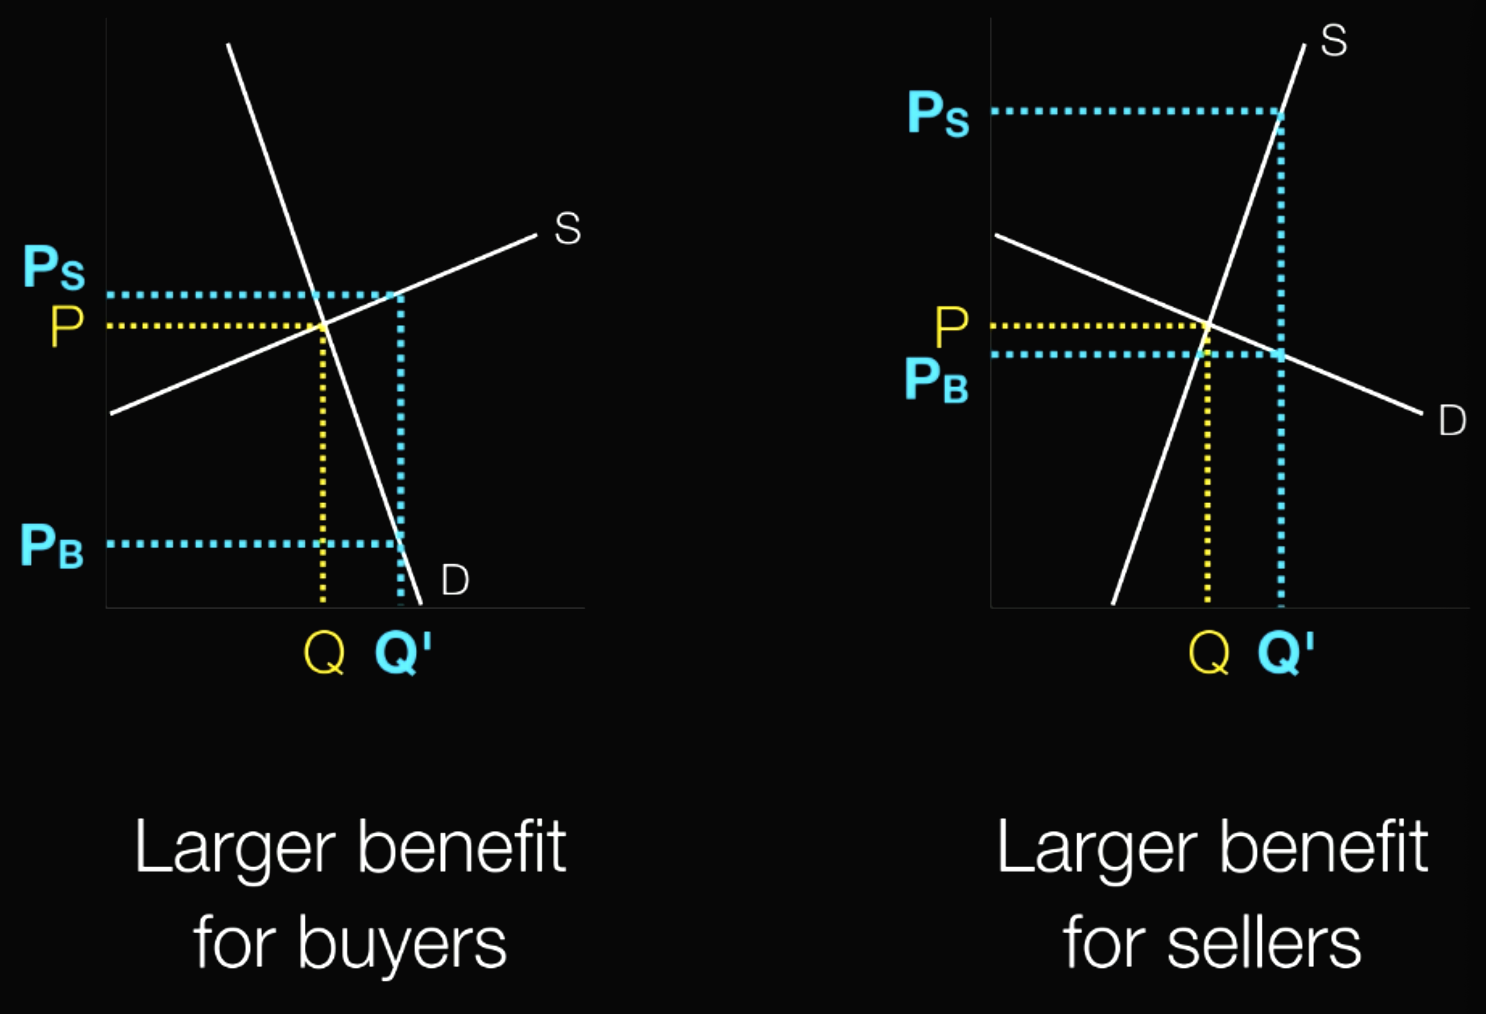 S
P_S
P
P_B
D
Q Q'
Larger benefit
for buyers
S
P_S
P
P_B
D
Q Q'
Larger benefit
for sellers